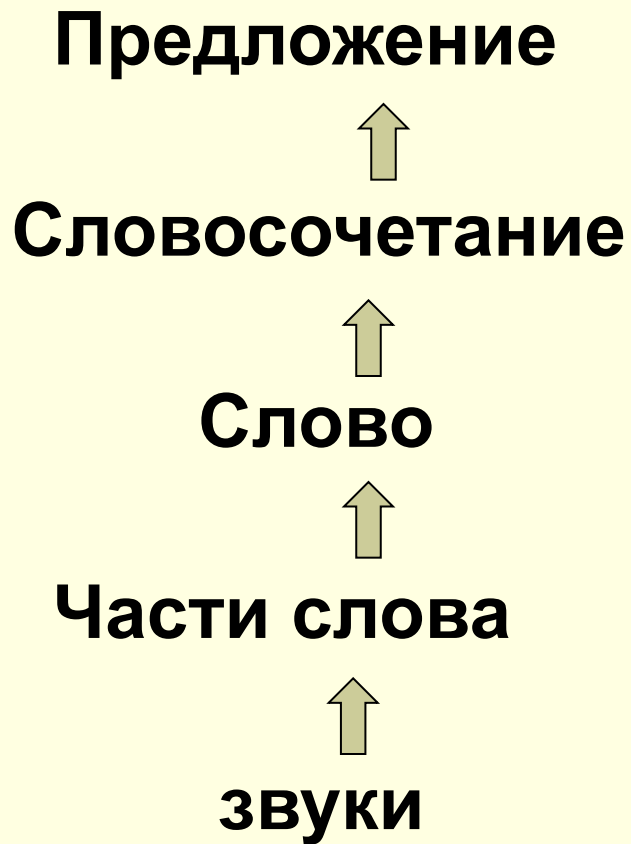 Предложение
Словосочетание
Слово
Части слова
звуки